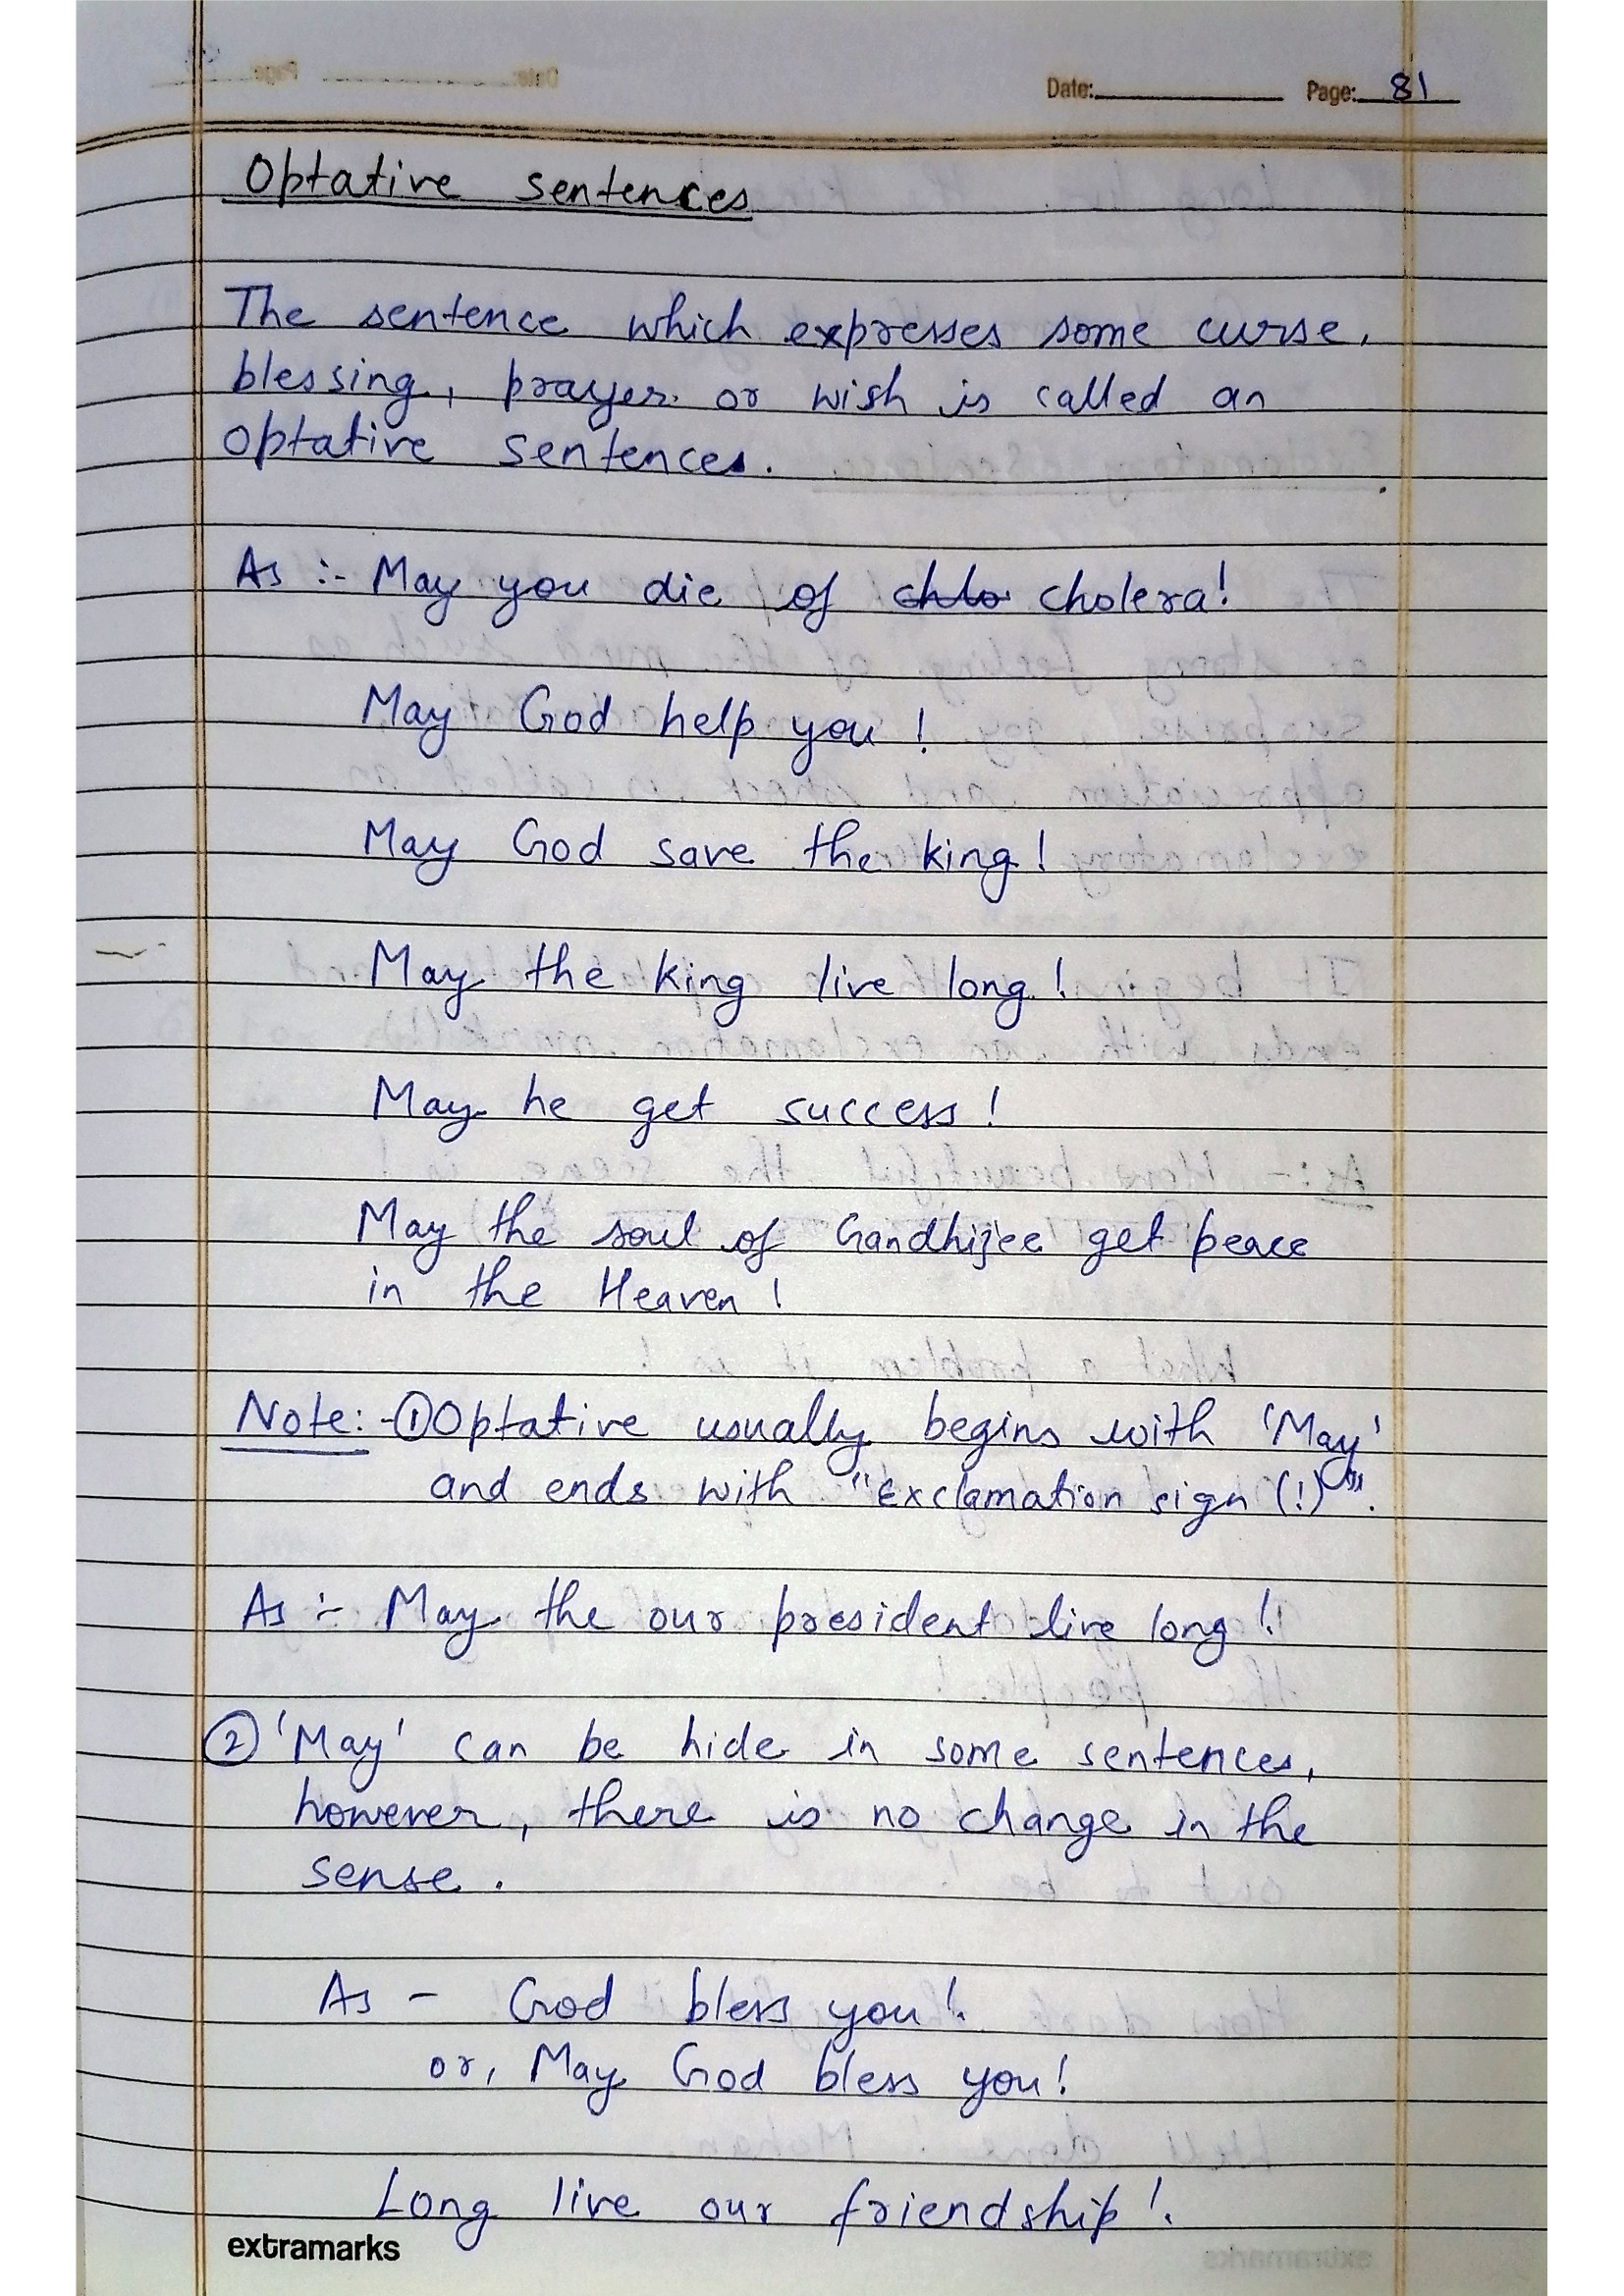 Date: Page: 81
Optative sentences
The sentence which expresses some curse,
blessing, prayer or wish is called an
optative sentences.
As :- May you die of chlo cholera!
May God help you !
May God save the king!
May the king live long!
May he get success!
May the soul of Gandhijee get peace
in the Heaven!
Note:-① Optative usually begins with 'May'
and ends with "exclamation sign (!)".
As :- May the our president live long!
② 'May' can be hide in some sentences,
however, there is no change in the
sense.
As - God bless you!
or, May God bless you!
Long live our friendship!
extramarks